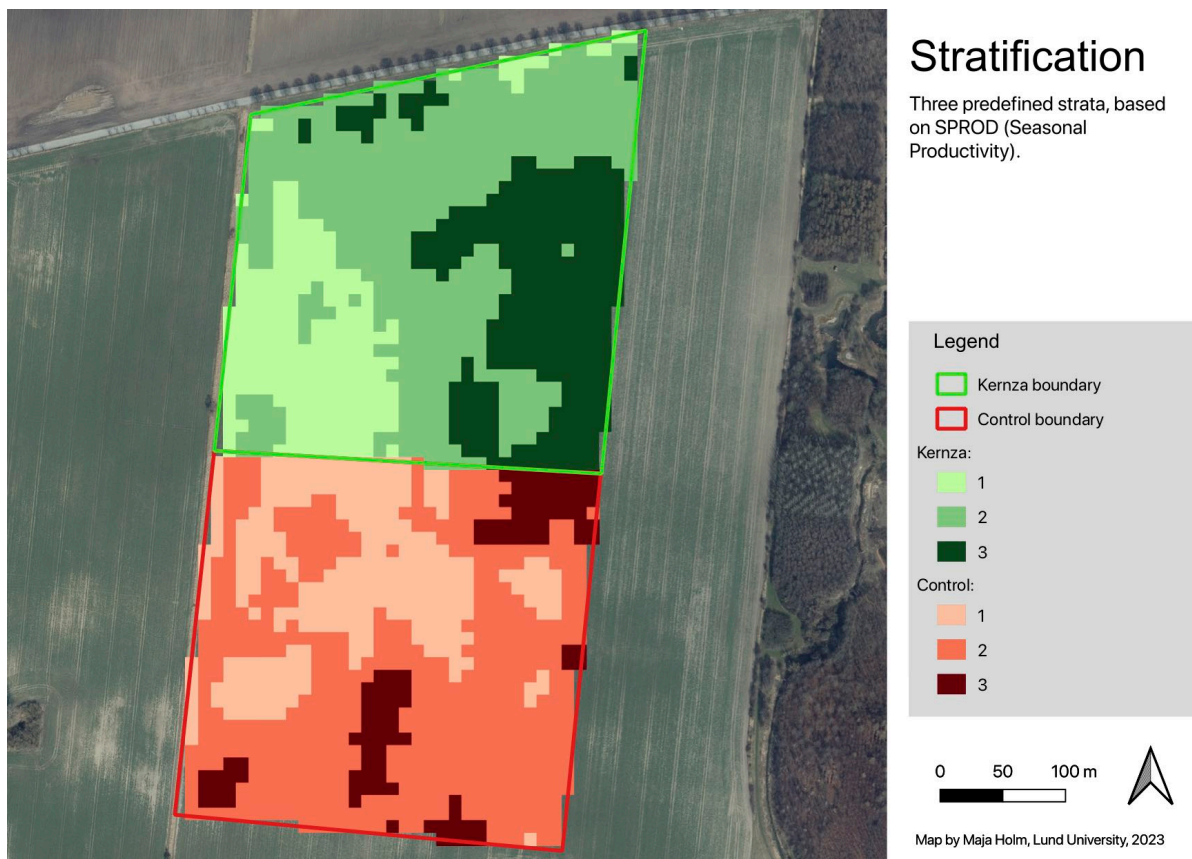 Stratification
Three predefined strata, based
on SPROD (Seasonal
Productivity).
Legend
Kernza boundary
Control boundary
Kernza:
1
2
3
Control:
1
2
3
0 50 100 m
Map by Maja Holm, Lund University, 2023